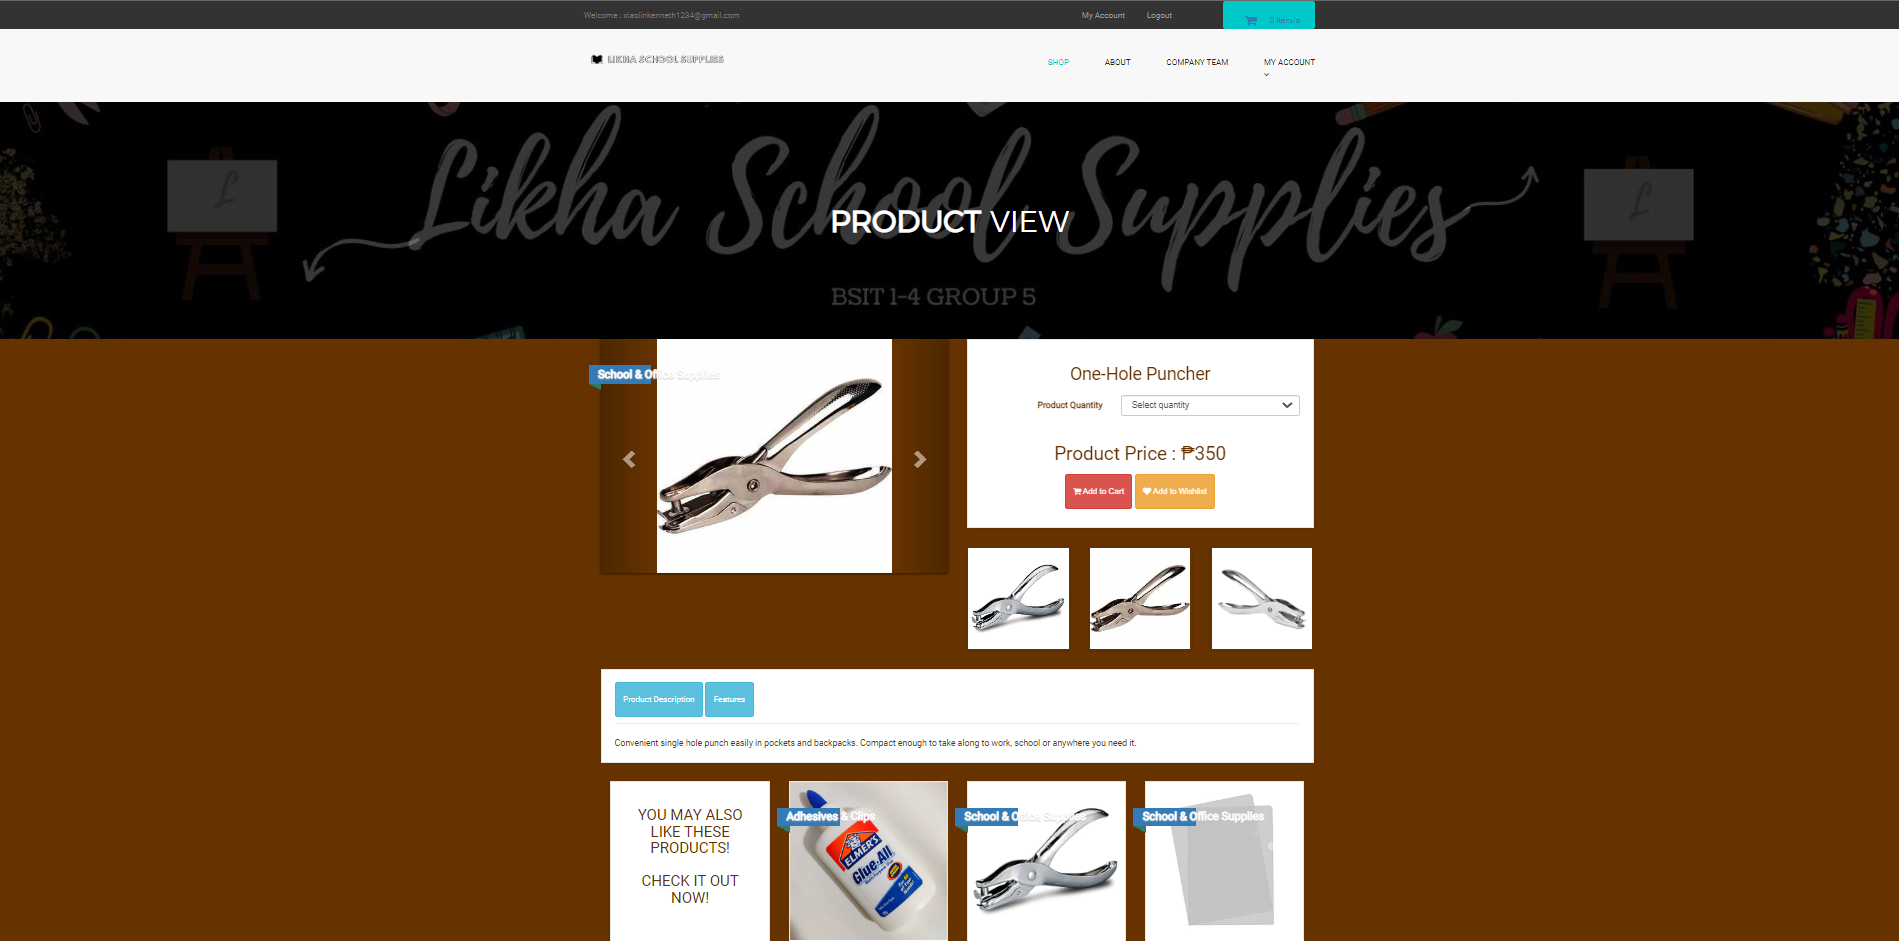 Welcome : xiaolinkenneth1234@gmail.com
My Account
Logout
0 Item/s
LIKHA SCHOOL SUPPLIES
SHOP
ABOUT
COMPANY TEAM
MY ACCOUNT
Likha School Supplies
L
L
PRODUCT VIEW
BSIT 1-4 GROUP 5
School & Office Supplies
One-Hole Puncher
Product Quantity
Select quantity
Product Price : ₱350
Add to Cart
Add to Wishlist
Product Description
Features
Convenient single hole punch easily in pockets and backpacks. Compact enough to take along to work, school or anywhere you need it.
YOU MAY ALSO
LIKE THESE
PRODUCTS!
CHECK IT OUT
NOW!
Adhesives & Clips
ELMER'S
Glue-All
School & Office Supplies
School & Office Supplies